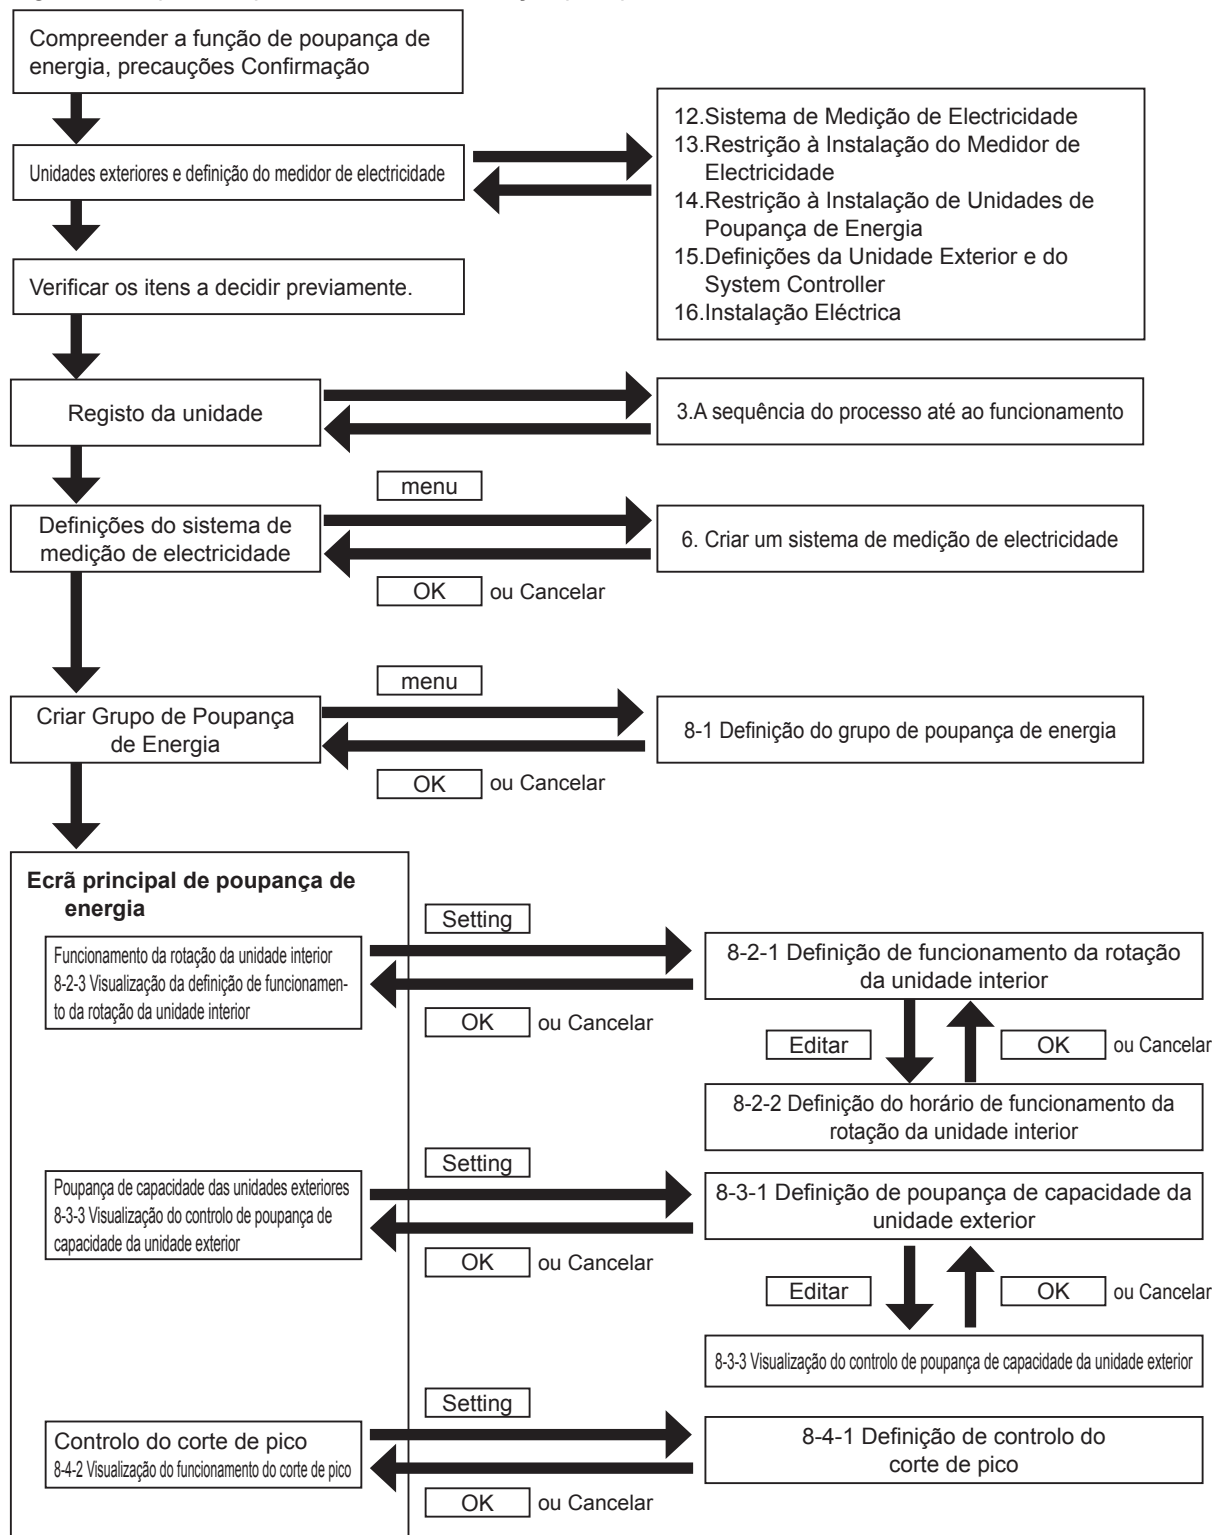 Compreender a função de poupança de
energia, precauções Confirmação
Unidades exteriores e definição do medidor de electricidade
12.Sistema de Medição de Electricidade
13.Restrição à Instalação do Medidor de
Electricidade
14.Restrição à Instalação de Unidades de
Poupança de Energia
15.Definições da Unidade Exterior e do
System Controller
16.Instalação Eléctrica
Verificar os itens a decidir previamente.
Registo da unidade
3.A sequência do processo até ao funcionamento
menu
Definições do sistema de
medição de electricidade
6. Criar um sistema de medição de electricidade
OK ou Cancelar
menu
Criar Grupo de Poupança
de Energia
8-1 Definição do grupo de poupança de energia
OK ou Cancelar
Ecrã principal de poupança de
energia
Setting
Funcionamento da rotação da unidade interior
8-2-3 Visualização da definição de funcionamen-
to da rotação da unidade interior
8-2-1 Definição de funcionamento da rotação
da unidade interior
OK ou Cancelar
Editar
OK ou Cancelar
8-2-2 Definição do horário de funcionamento da
rotação da unidade interior
Setting
Poupança de capacidade das unidades exteriores
8-3-3 Visualização do controlo de poupança de
capacidade da unidade exterior
8-3-1 Definição de poupança de capacidade da
unidade exterior
OK ou Cancelar
Editar
OK ou Cancelar
8-3-3 Visualização do controlo de poupança de capacidade da unidade exterior
Setting
Controlo do corte de pico
8-4-2 Visualização do funcionamento do corte de pico
8-4-1 Definição de controlo do
corte de pico
OK ou Cancelar